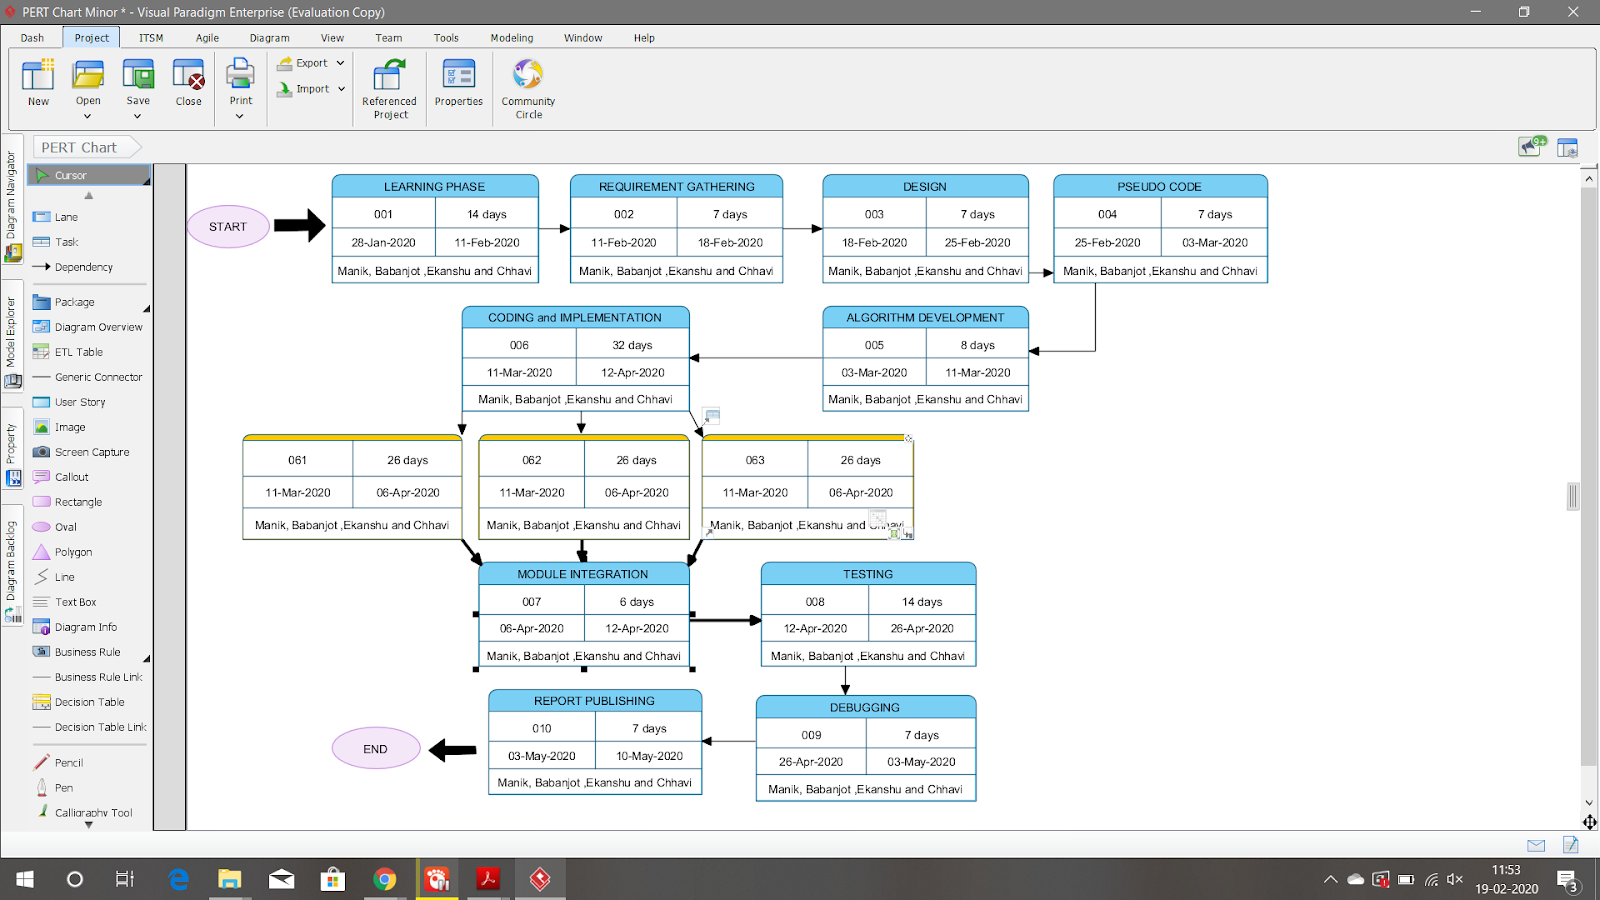 PERT Chart Minor * - Visual Paradigm Enterprise (Evaluation Copy)
Dash Project ITSM Agile Diagram View Team Tools Modeling Window Help
New Open Save Close Print Export Import Referenced Project Properties Community Circle
PERT Chart
9+
Diagram Navigator
Model Explorer
Property
Diagram Backlog
Cursor
Lane
Task
Dependency
Package
Diagram Overview
ETL Table
Generic Connector
User Story
Image
Screen Capture
Callout
Rectangle
Oval
Polygon
Line
Text Box
Diagram Info
Business Rule
Business Rule Link
Decision Table
Decision Table Link
Pencil
Pen
Calligraphy Tool
START
LEARNING PHASE
001 14 days
28-Jan-2020 11-Feb-2020
Manik, Babanjot ,Ekanshu and Chhavi
REQUIREMENT GATHERING
002 7 days
11-Feb-2020 18-Feb-2020
Manik, Babanjot ,Ekanshu and Chhavi
DESIGN
003 7 days
18-Feb-2020 25-Feb-2020
Manik, Babanjot ,Ekanshu and Chhavi
PSEUDO CODE
004 7 days
25-Feb-2020 03-Mar-2020
Manik, Babanjot ,Ekanshu and Chhavi
CODING and IMPLEMENTATION
006 32 days
11-Mar-2020 12-Apr-2020
Manik, Babanjot ,Ekanshu and Chhavi
ALGORITHM DEVELOPMENT
005 8 days
03-Mar-2020 11-Mar-2020
Manik, Babanjot ,Ekanshu and Chhavi
061 26 days
11-Mar-2020 06-Apr-2020
Manik, Babanjot ,Ekanshu and Chhavi
062 26 days
11-Mar-2020 06-Apr-2020
Manik, Babanjot ,Ekanshu and Chhavi
063 26 days
11-Mar-2020 06-Apr-2020
Manik, Babanjot ,Ekanshu and Chhavi
MODULE INTEGRATION
007 6 days
06-Apr-2020 12-Apr-2020
Manik, Babanjot ,Ekanshu and Chhavi
TESTING
008 14 days
12-Apr-2020 26-Apr-2020
Manik, Babanjot ,Ekanshu and Chhavi
REPORT PUBLISHING
010 7 days
03-May-2020 10-May-2020
Manik, Babanjot ,Ekanshu and Chhavi
DEBUGGING
009 7 days
26-Apr-2020 03-May-2020
Manik, Babanjot ,Ekanshu and Chhavi
END
11:53
19-02-2020
3